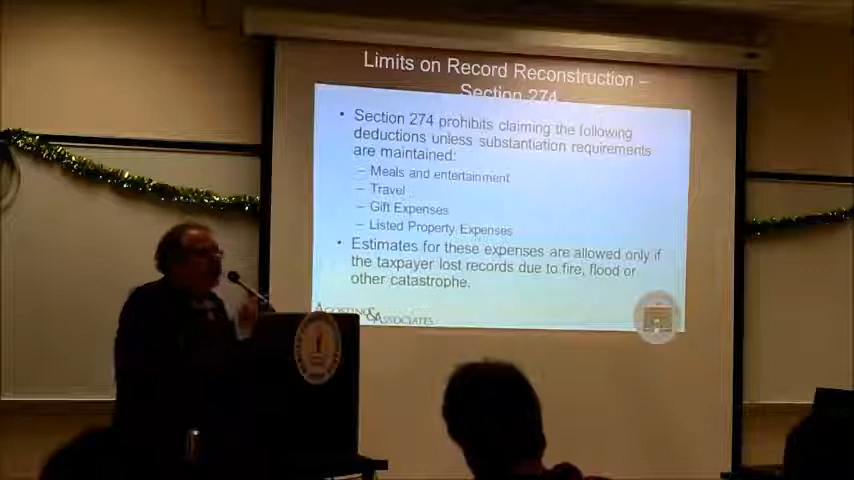 Limits on Record Reconstruction –
Section 274
• Section 274 prohibits claiming the following
deductions unless substantiation requirements
are maintained:
– Meals and entertainment
– Travel
– Gift Expenses
– Listed Property Expenses
• Estimates for these expenses are allowed only if
the taxpayer lost records due to fire, flood or
other catastrophe.
AGOSTINO & ASSOCIATES